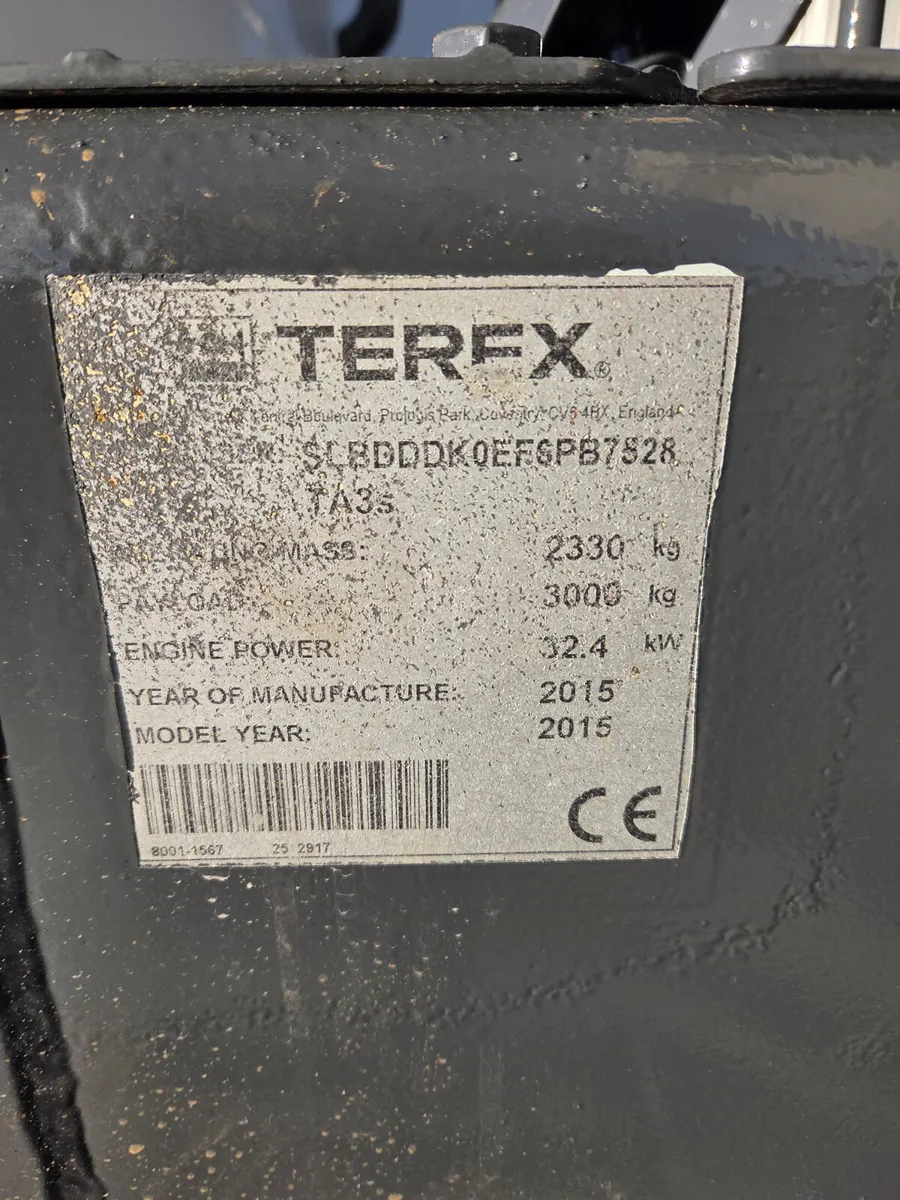 TEREX®
Central Boulevard, Prologis Park, Coventry, CV6 4BX, England
TA3s
OPERATING MASS: 2330 kg
PAYLOAD: 3000 kg
ENGINE POWER: 32.4 kW
YEAR OF MANUFACTURE: 2015
MODEL YEAR: 2015
8001-1567 25 2917
CE